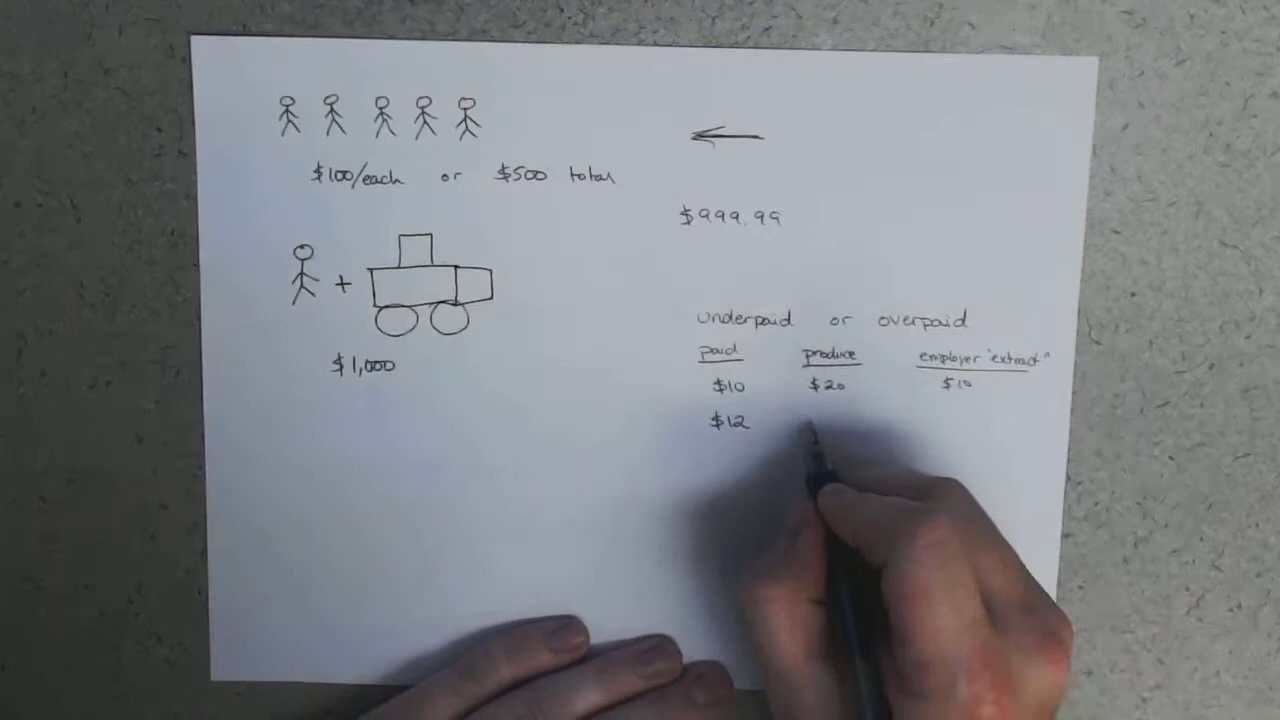 $100/each or $500 total
$999.99
$1,000
underpaid or overpaid
paid produce employer "extract"
$10 $20 $10
$12